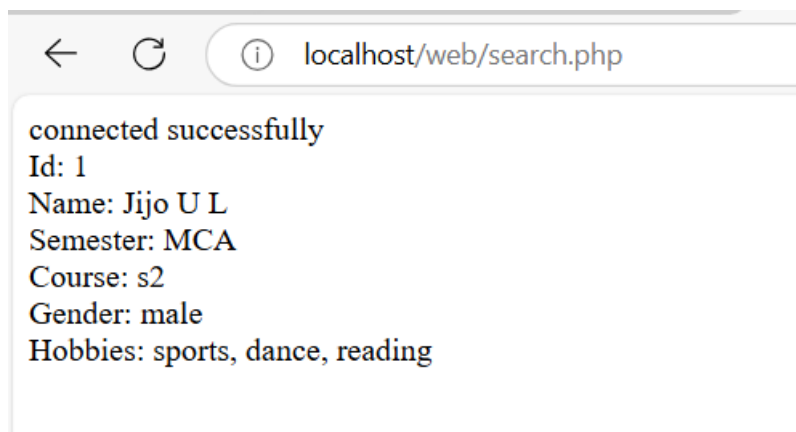 localhost/web/search.php
connected successfully
Id: 1
Name: Jijo U L
Semester: MCA
Course: s2
Gender: male
Hobbies: sports, dance, reading